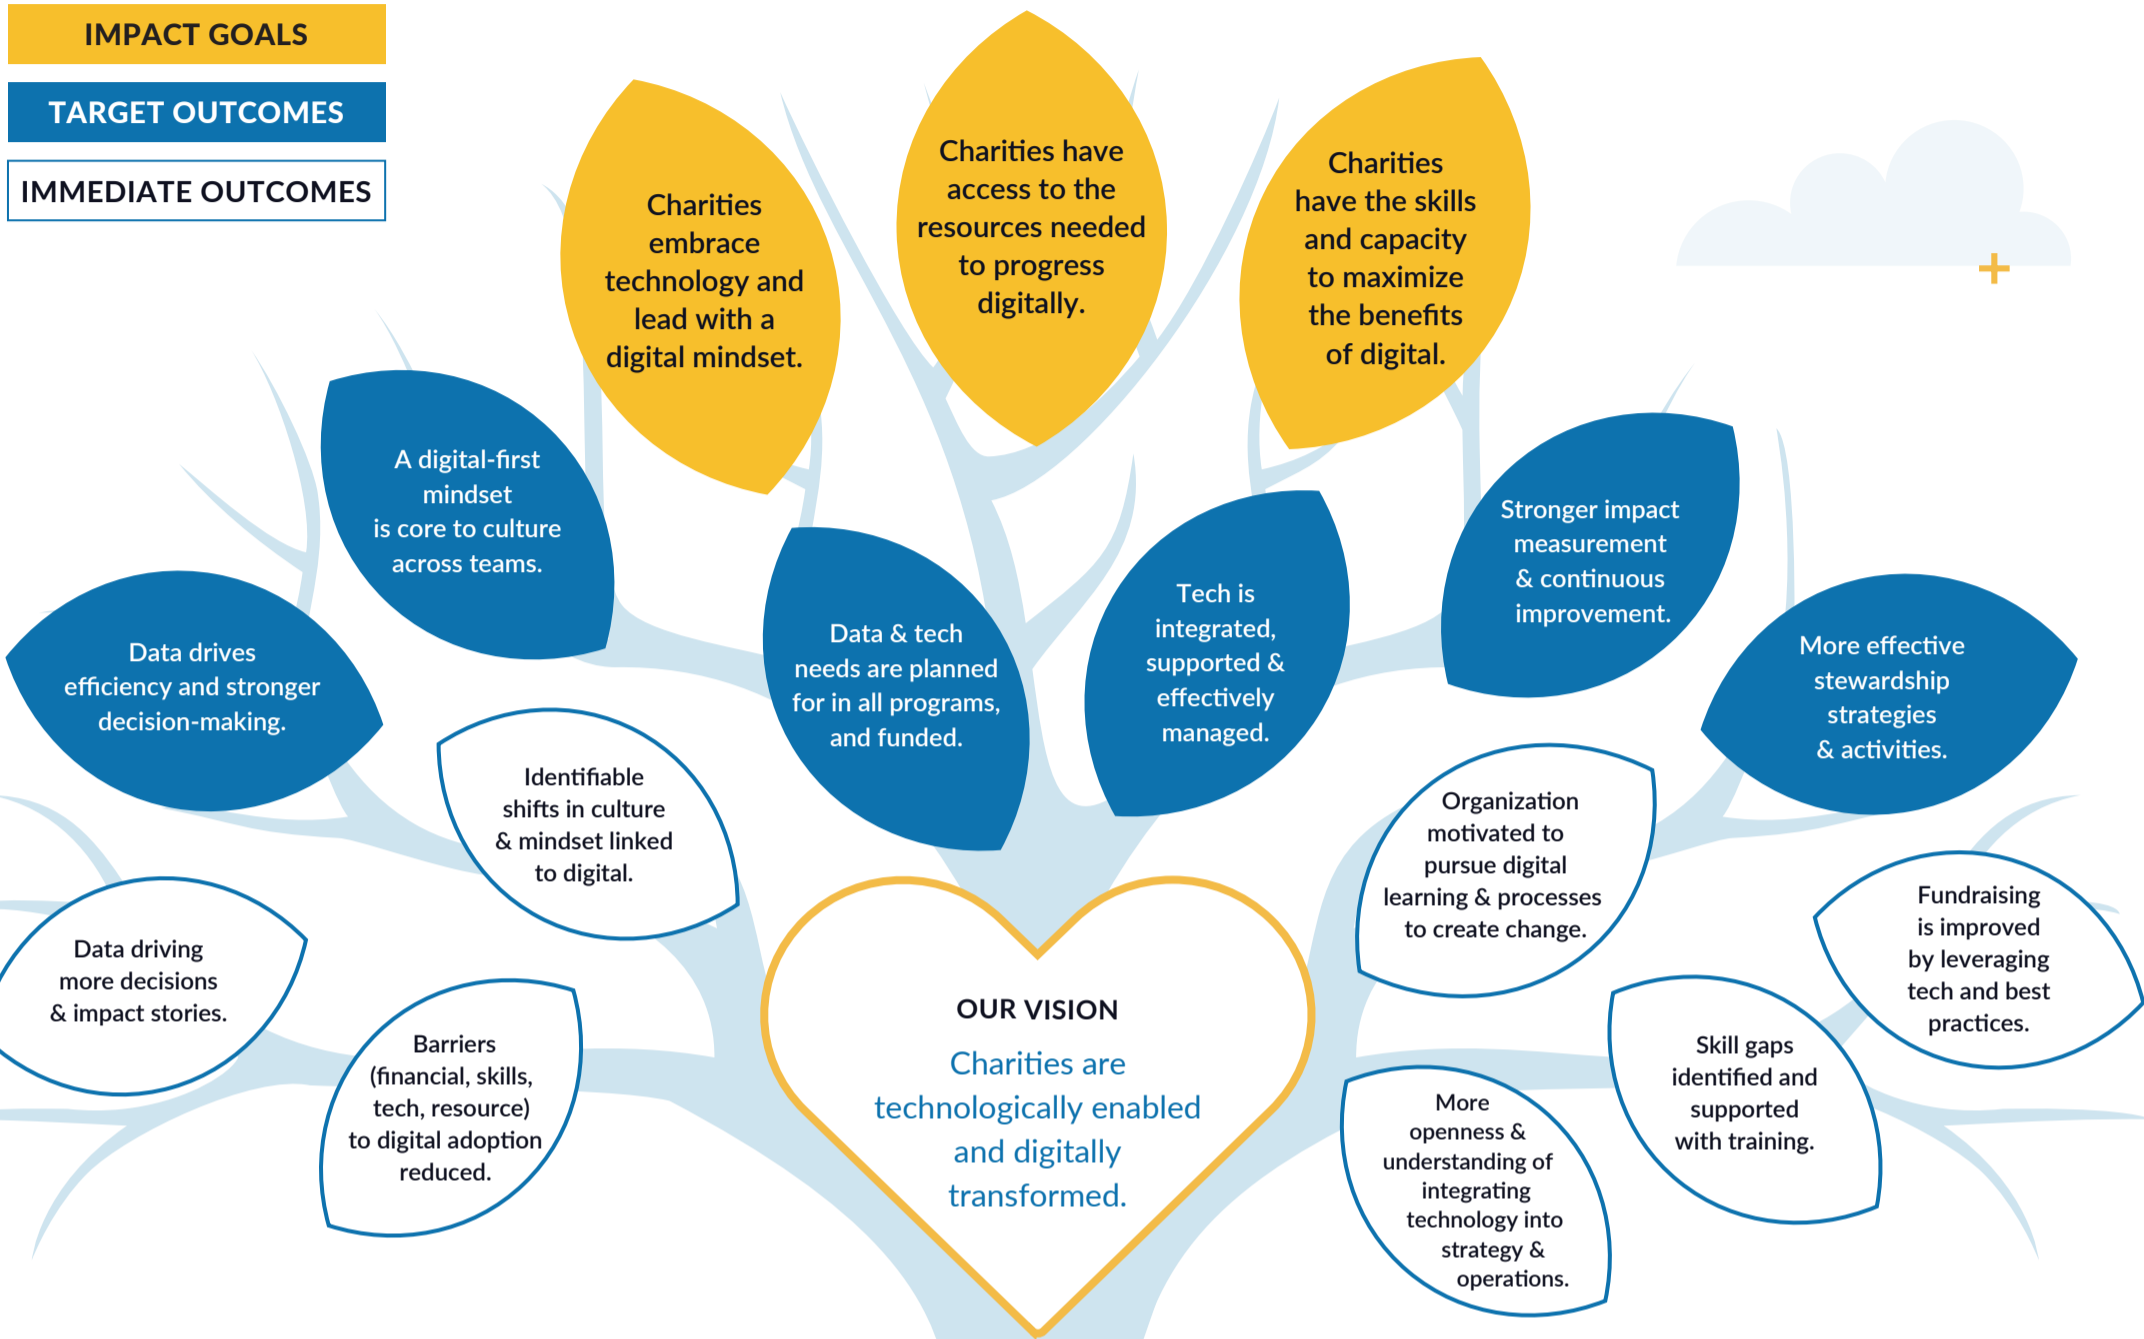 IMPACT GOALS
TARGET OUTCOMES
IMMEDIATE OUTCOMES
Charities
embrace
technology and
lead with a
digital mindset.
Charities have
access to the
resources needed
to progress
digitally.
Charities
have the skills
and capacity
to maximize
the benefits
of digital.
Data drives
efficiency and stronger
decision-making.
A digital-first
mindset
is core to culture
across teams.
Data & tech
needs are planned
for in all programs,
and funded.
Tech is
integrated,
supported &
effectively
managed.
Stronger impact
measurement
& continuous
improvement.
More effective
stewardship
strategies
& activities.
Data driving
more decisions
& impact stories.
Identifiable
shifts in culture
& mindset linked
to digital.
Barriers
(financial, skills,
tech, resource)
to digital adoption
reduced.
OUR VISION
Charities are
technologically enabled
and digitally
transformed.
Organization
motivated to
pursue digital
learning & processes
to create change.
More
openness &
understanding of
integrating
technology into
strategy &
operations.
Skill gaps
identified and
supported
with training.
Fundraising
is improved
by leveraging
tech and best
practices.